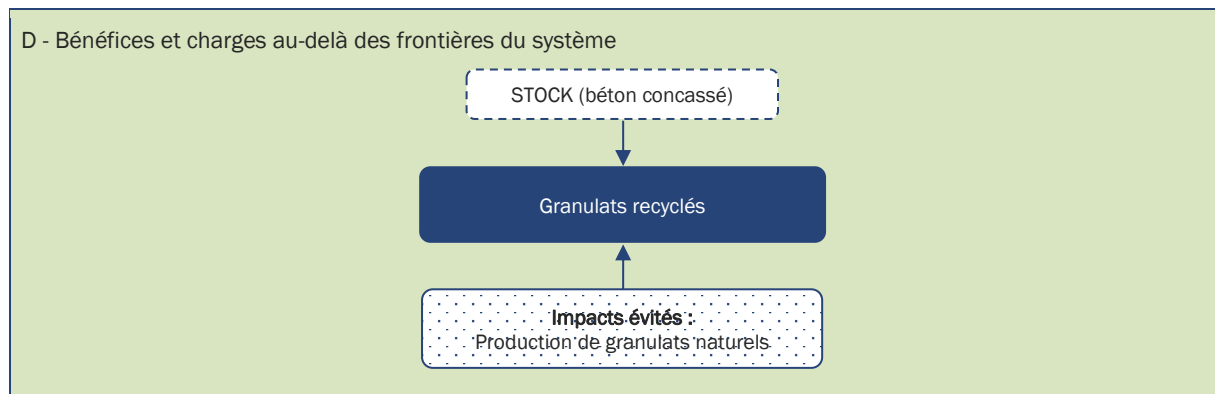 D - Bénéfices et charges au-delà des frontières du système
STOCK (béton concassé)
Granulats recyclés
Impacts évités :
Production de granulats naturels